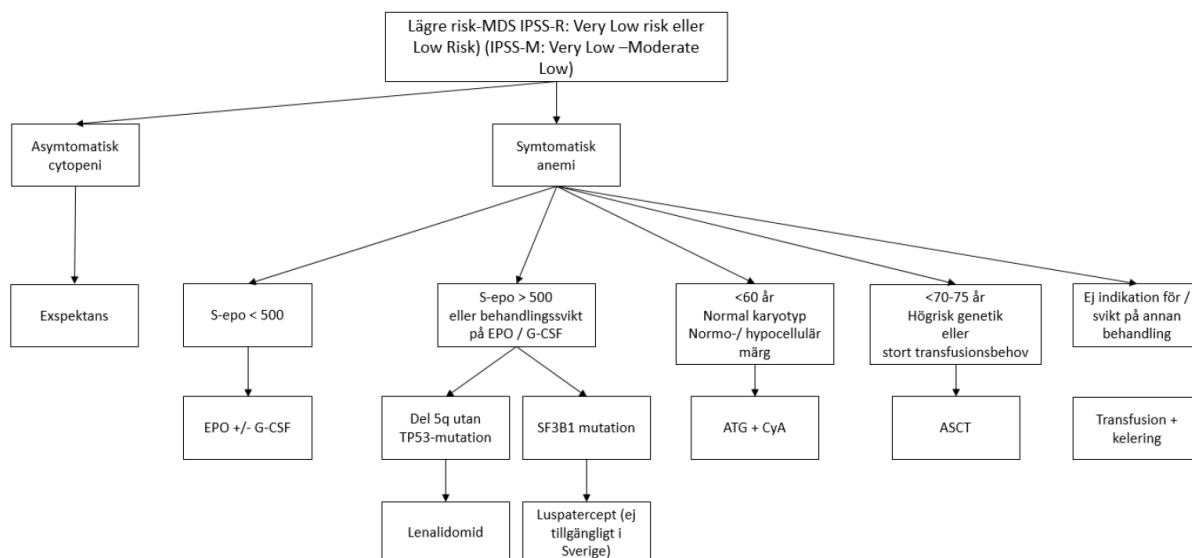 Lägre risk-MDS IPSS-R: Very Low risk eller
Low Risk) (IPSS-M: Very Low –Moderate
Low)
Asymtomatisk
cytopeni
Symtomatisk
anemi
Exspektans
S-epo < 500
S-epo > 500
eller behandlingssvikt
på EPO / G-CSF
<60 år
Normal karyotyp
Normo-/ hypocellulär
märg
<70-75 år
Högrisk genetik
eller
stort transfusionsbehov
Ej indikation för /
svikt på annan
behandling
EPO +/- G-CSF
Del 5q utan
TP53-mutation
SF3B1 mutation
ATG + CyA
ASCT
Transfusion +
kelering
Lenalidomid
Luspatercept (ej
tillgängligt i
Sverige)